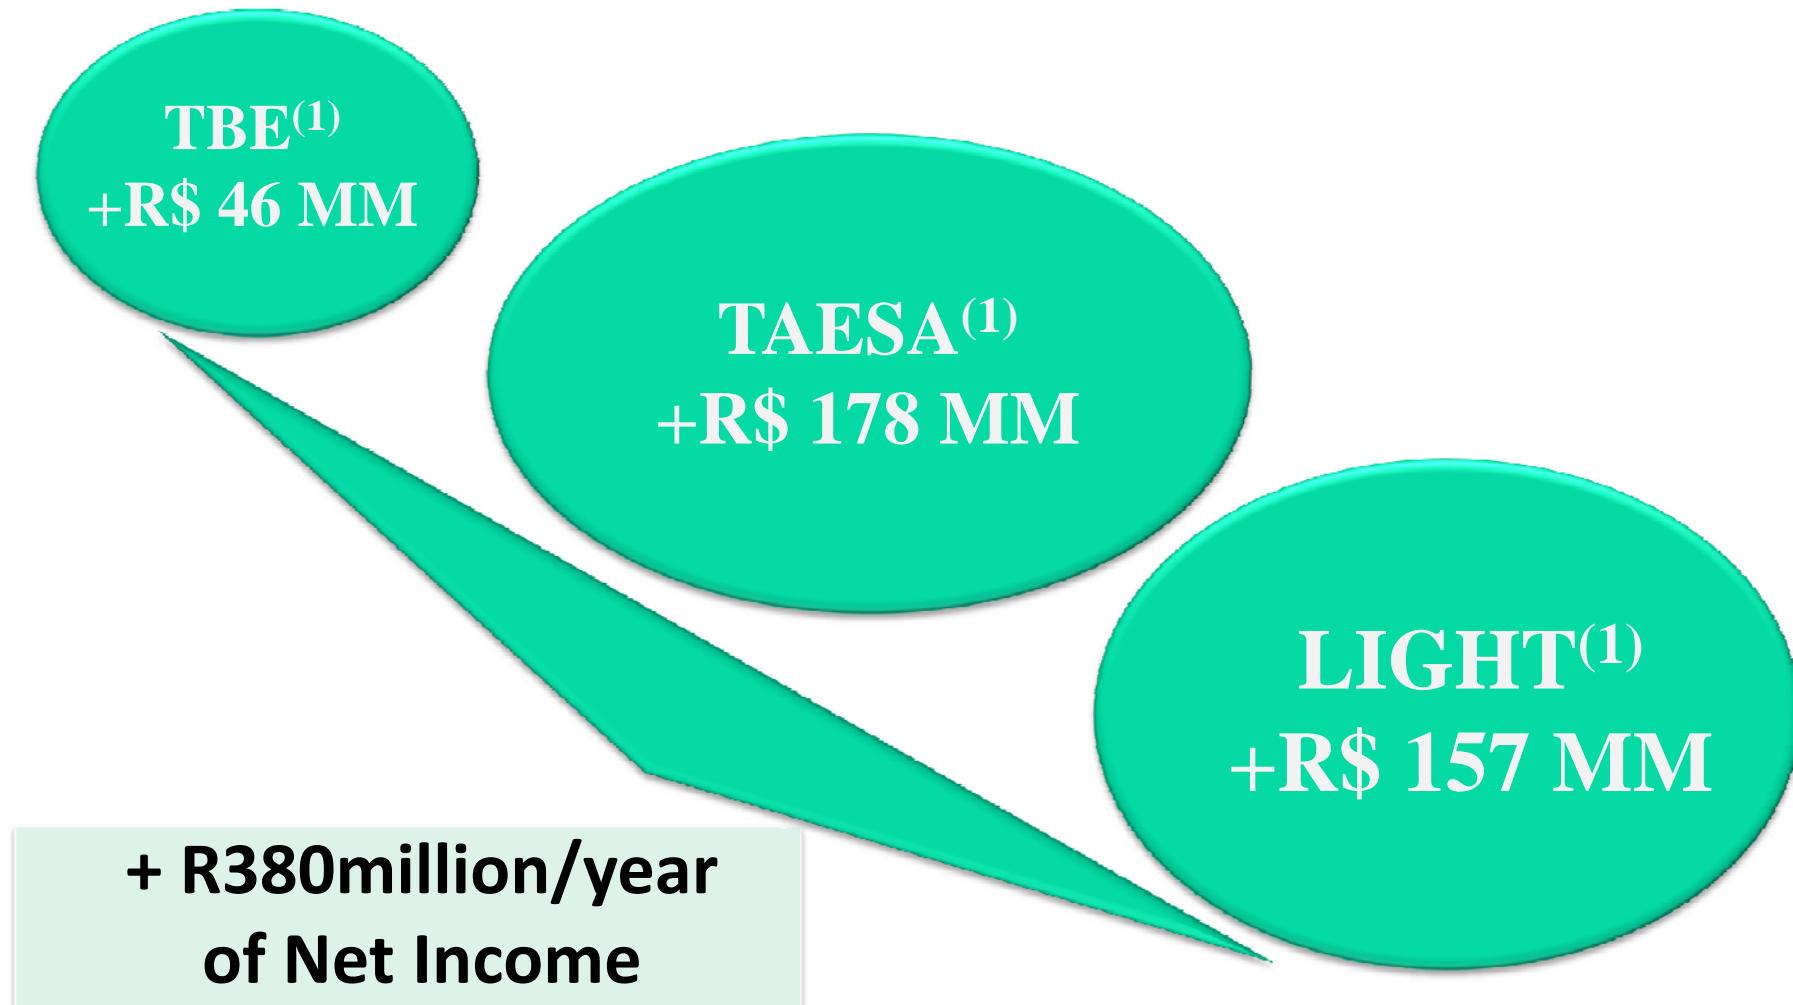 TBE(1)
+R$ 46 MM
TAESA(1)
+R$ 178 MM
LIGHT(1)
+R$ 157 MM
+ R380million/year
of Net Income